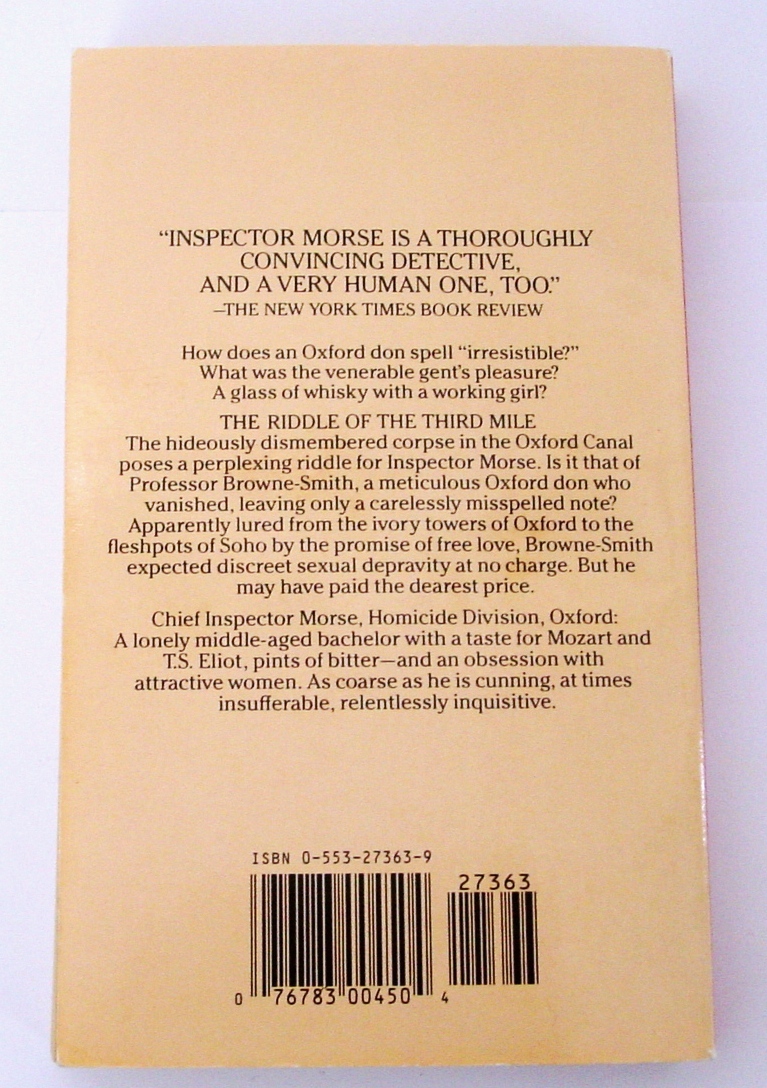 “INSPECTOR MORSE IS A THOROUGHLY
CONVINCING DETECTIVE,
AND A VERY HUMAN ONE, TOO.”
—THE NEW YORK TIMES BOOK REVIEW
How does an Oxford don spell “irresistible?”
What was the venerable gent's pleasure?
A glass of whisky with a working girl?
THE RIDDLE OF THE THIRD MILE
The hideously dismembered corpse in the Oxford Canal
poses a perplexing riddle for Inspector Morse. Is it that of
Professor Browne-Smith, a meticulous Oxford don who
vanished, leaving only a carelessly misspelled note?
Apparently lured from the ivory towers of Oxford to the
fleshpots of Soho by the promise of free love, Browne-Smith
expected discreet sexual depravity at no charge. But he
may have paid the dearest price.
Chief Inspector Morse, Homicide Division, Oxford:
A lonely middle-aged bachelor with a taste for Mozart and
T.S. Eliot, pints of bitter—and an obsession with
attractive women. As coarse as he is cunning, at times
insufferable, relentlessly inquisitive.
ISBN 0-553-27363-9
27363
0 76783 00450 4